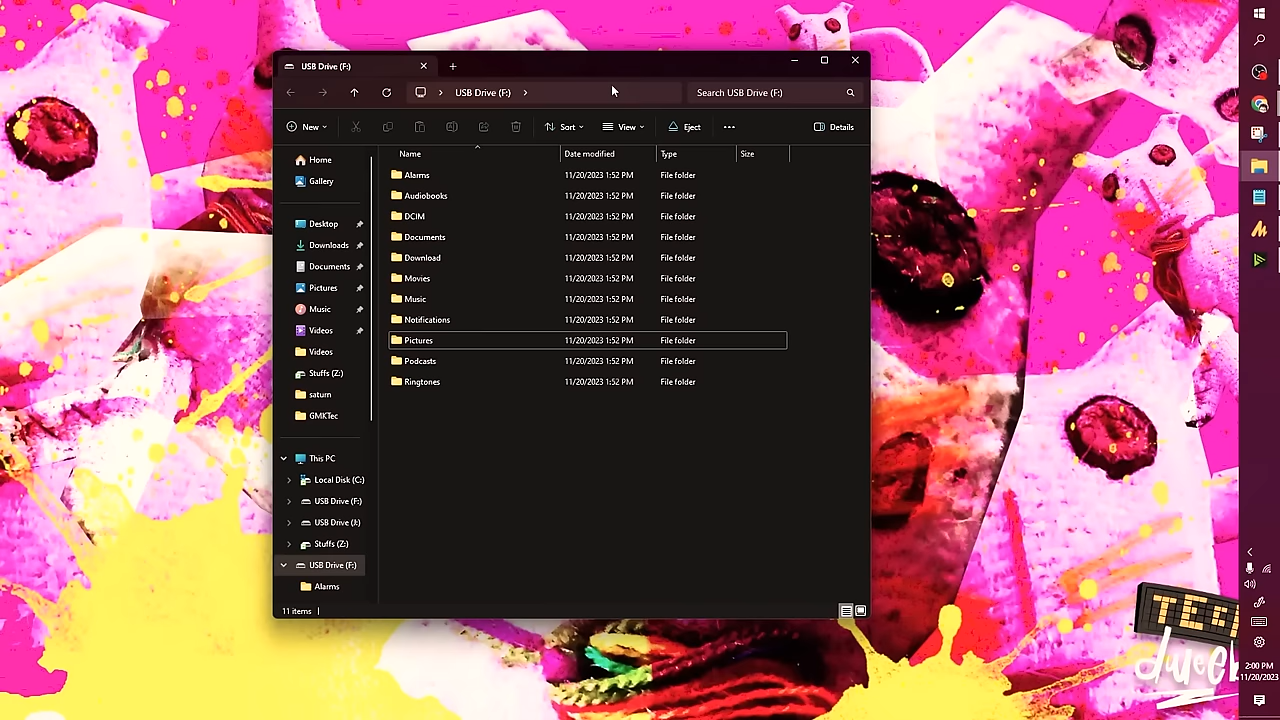 USB Drive (F:)
USB Drive (F:)
Search USB Drive (F:)
New
Sort
View
Eject
Details
Name
Date modified
Type
Size
Home
Gallery
Desktop
Downloads
Documents
Pictures
Music
Videos
Videos
Stuffs (Z:)
saturn
GMKTec
This PC
Local Disk (C:)
USB Drive (F:)
USB Drive (J:)
Stuffs (Z:)
USB Drive (F:)
Alarms
Alarms 11/20/2023 1:52 PM File folder
Audiobooks 11/20/2023 1:52 PM File folder
DCIM 11/20/2023 1:52 PM File folder
Documents 11/20/2023 1:52 PM File folder
Download 11/20/2023 1:52 PM File folder
Movies 11/20/2023 1:52 PM File folder
Music 11/20/2023 1:52 PM File folder
Notifications 11/20/2023 1:52 PM File folder
Pictures 11/20/2023 1:52 PM File folder
Podcasts 11/20/2023 1:52 PM File folder
Ringtones 11/20/2023 1:52 PM File folder
11 items
2:00 PM
11/20/2023